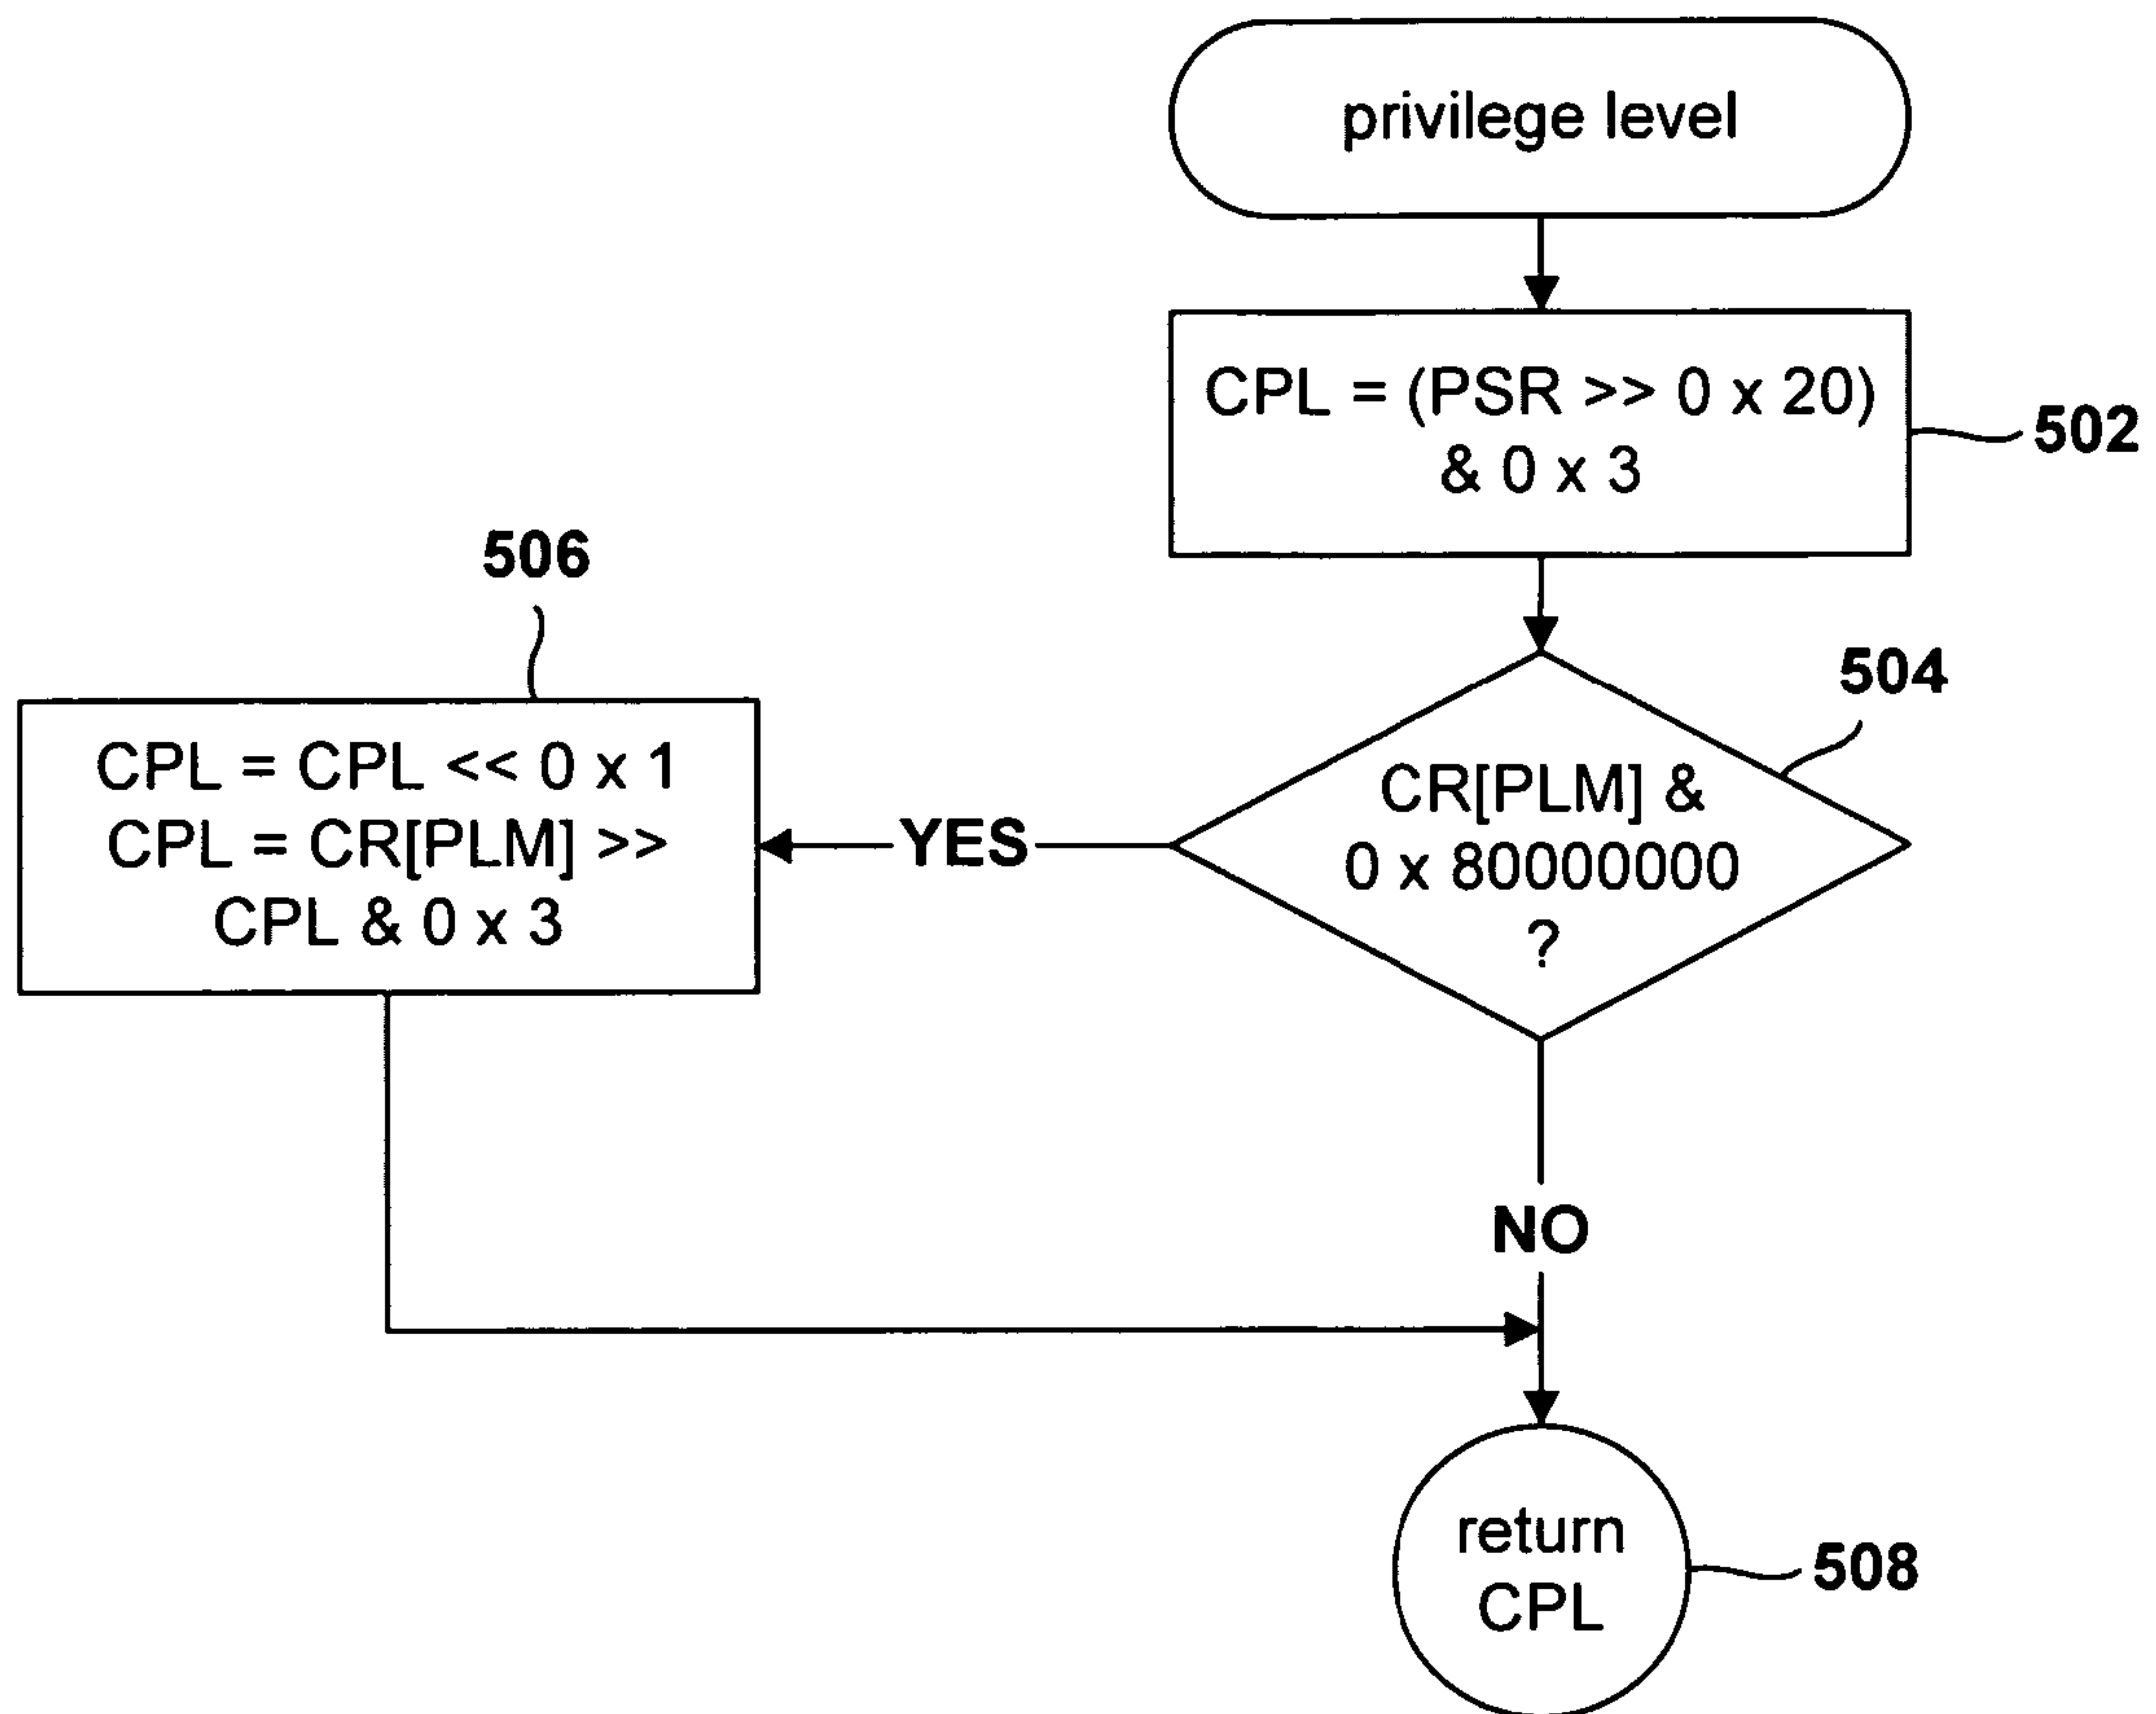 privilege level
CPL = (PSR >> 0 x 20)
& 0 x 3
502
504
CR[PLM] &
0 x 80000000
?
YES
506
CPL = CPL << 0 x 1
CPL = CR[PLM] >>
CPL & 0 x 3
NO
return
CPL
508